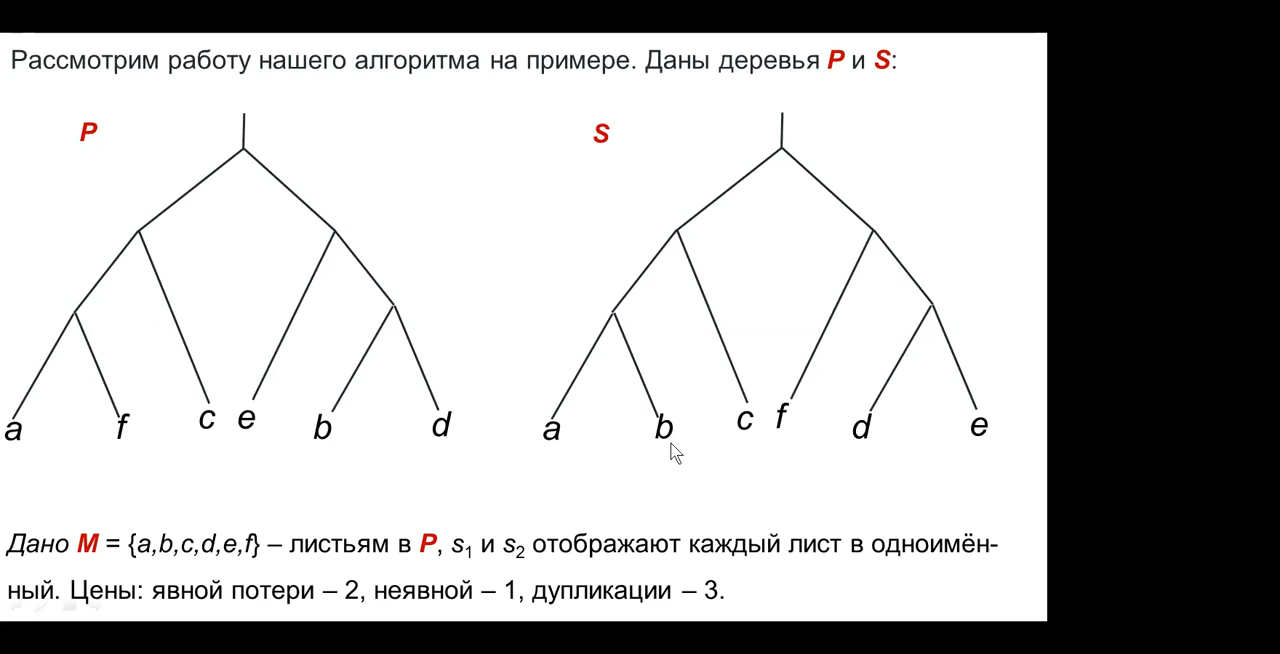 Рассмотрим работу нашего алгоритма на примере. Даны деревья P и S:
P
S
a f c e b d
a b c f d e
Дано M = {a,b,c,d,e,f} – листьям в P, s₁ и s₂ отображают каждый лист в одноимён-
ный. Цены: явной потери – 2, неявной – 1, дупликации – 3.